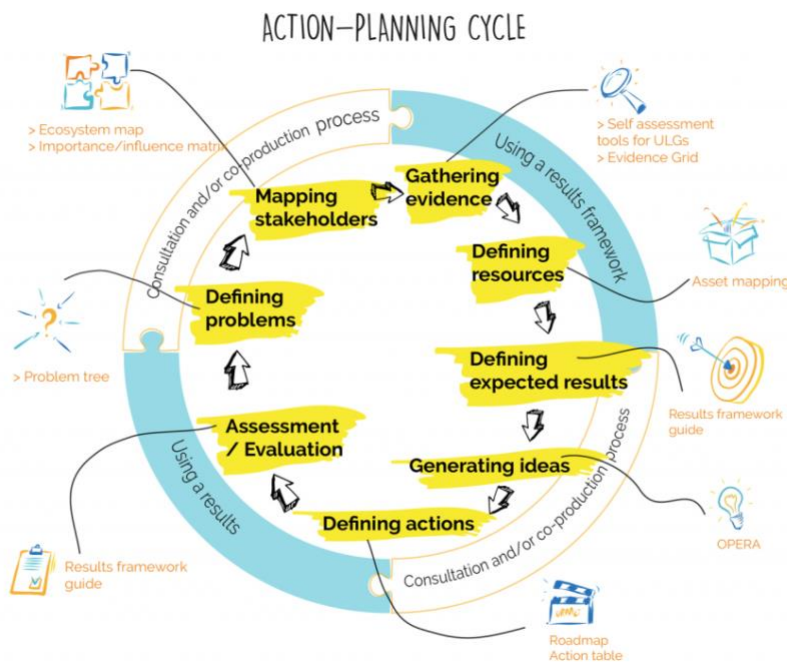 ACTION–PLANNING CYCLE
> Ecosystem map
> Importance/influence matrix
Consultation and/or co-production process
> Self assessment
tools for ULGs
> Evidence Grid
Using a results framework
Mapping
stakeholders
Gathering
evidence
Defining
resources
Asset mapping
Defining
problems
> Problem tree
Defining
expected results
Results framework
guide
Assessment
/ Evaluation
Generating ideas
OPERA
Defining actions
Using a results
Consultation and/or co-production process
Results framework
guide
Roadmap
Action table